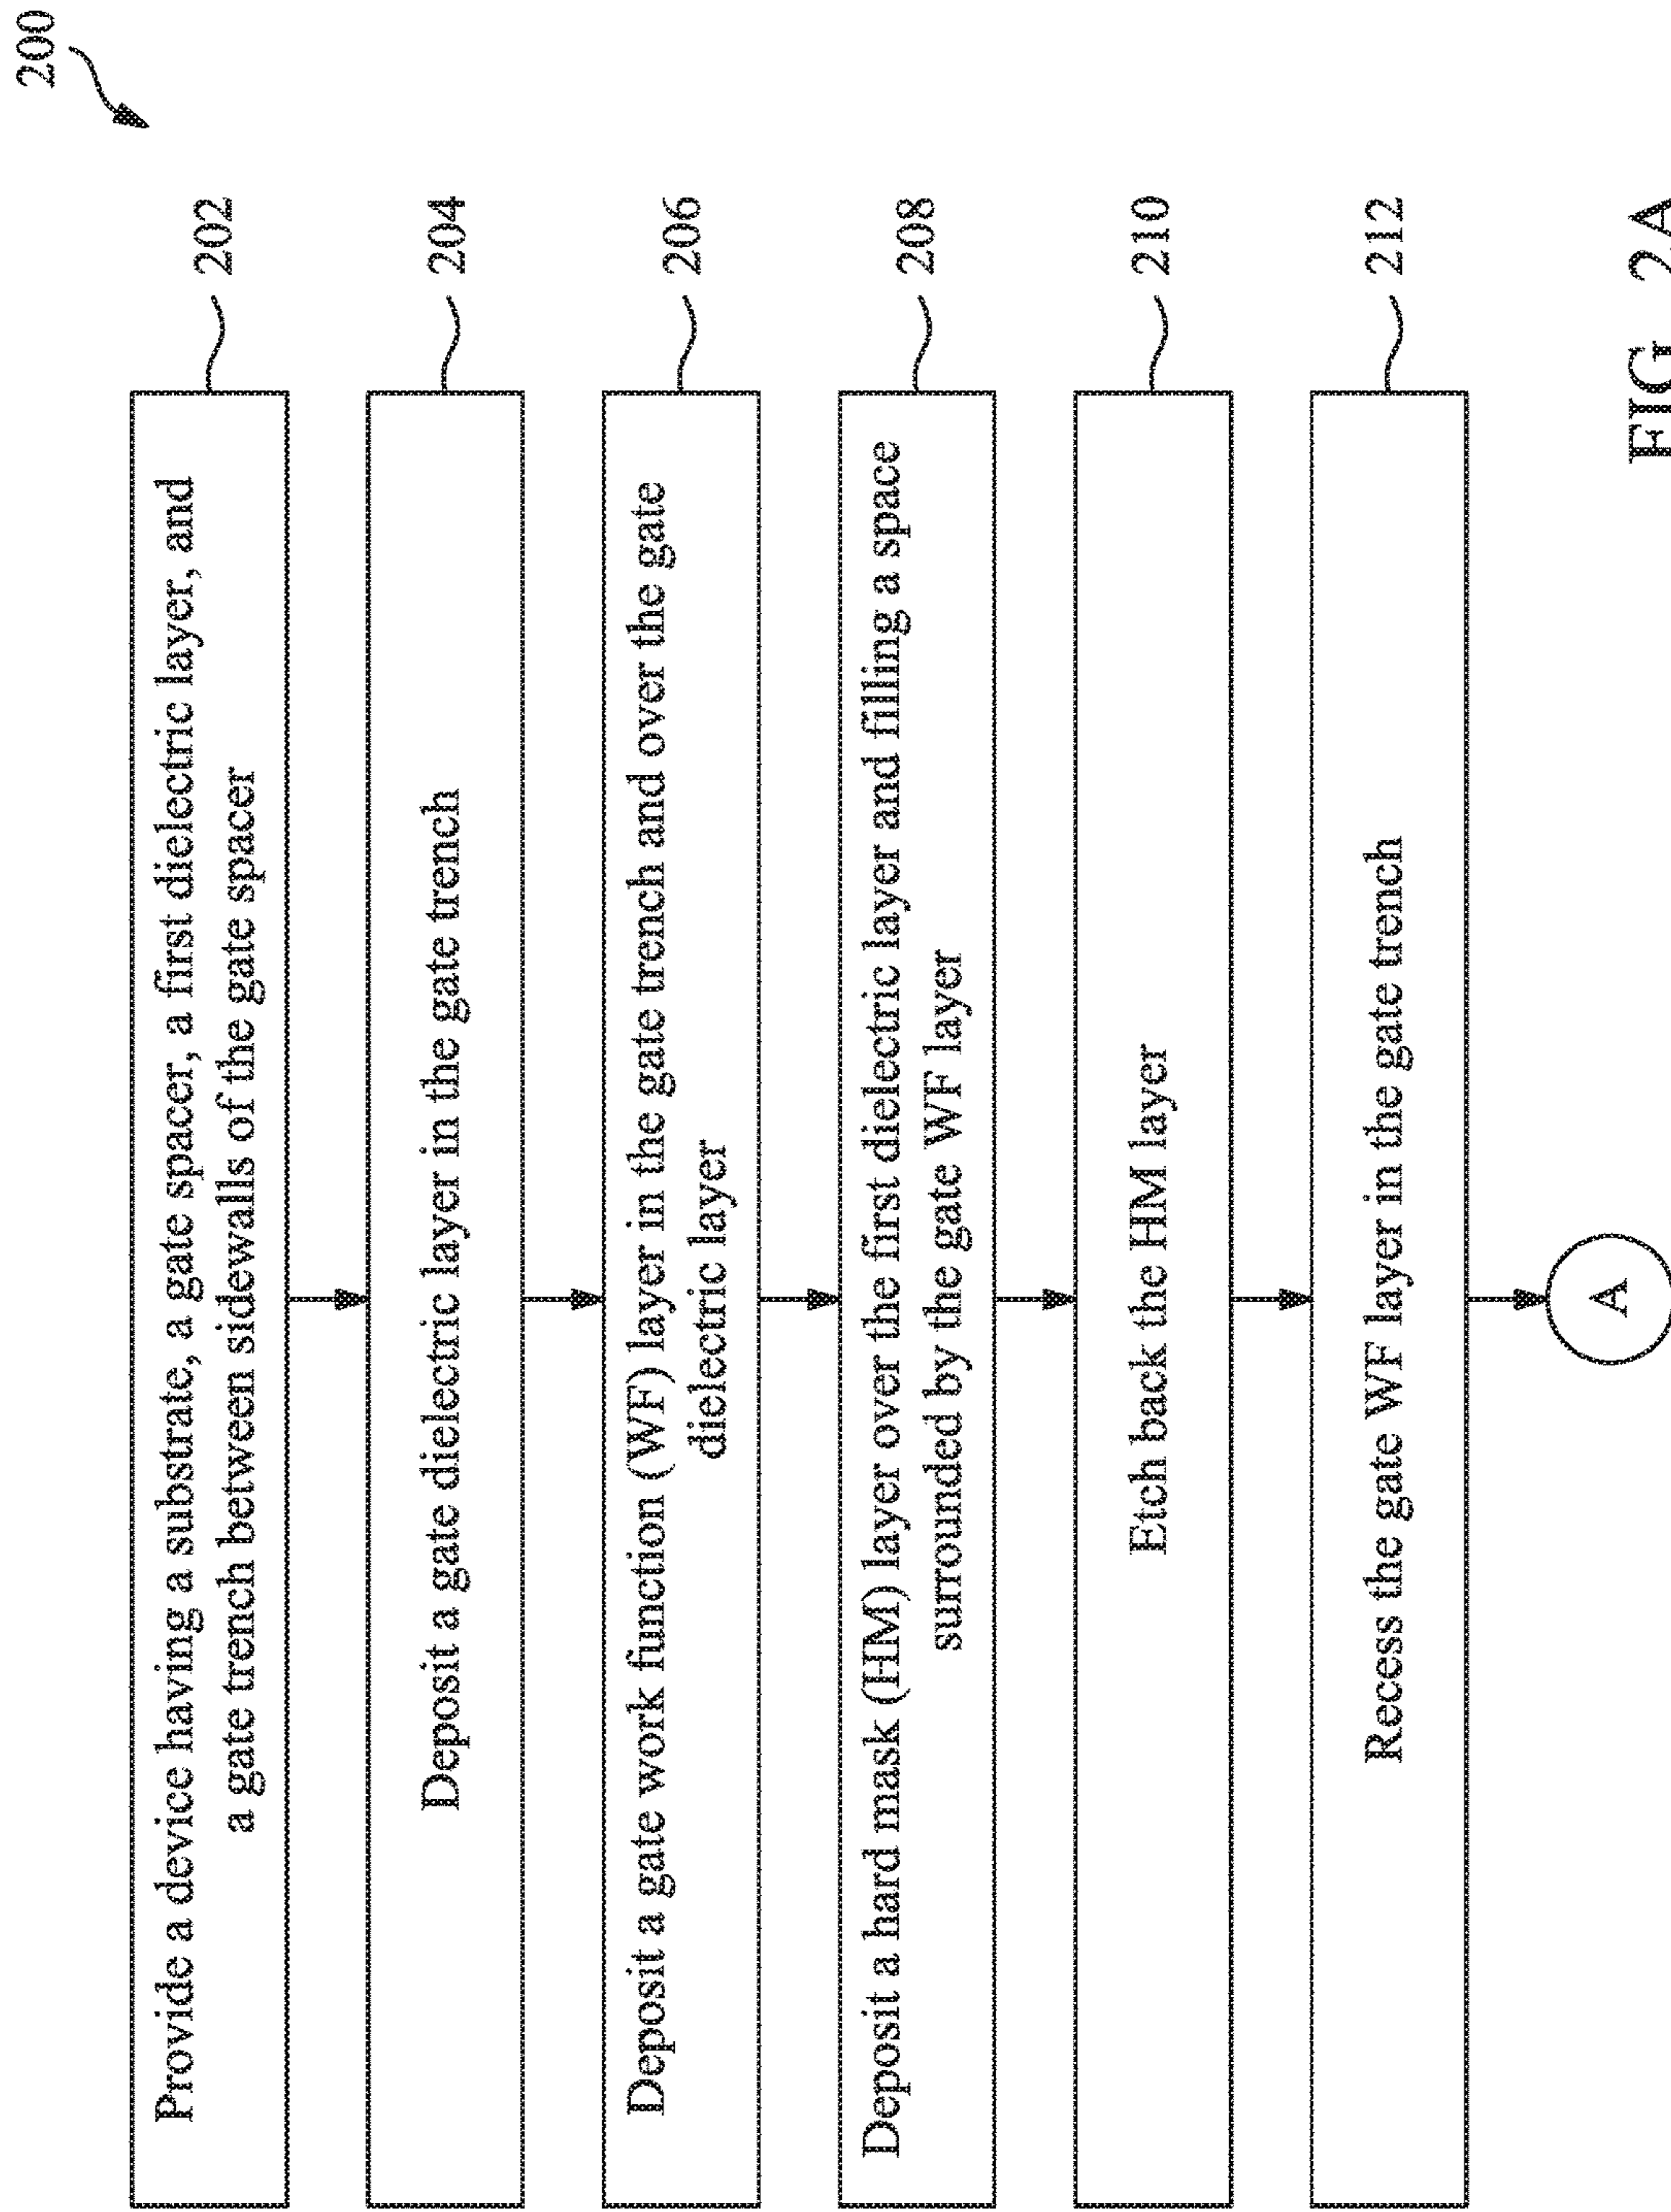 200
Provide a device having a substrate, a gate spacer, a first dielectric layer, and
a gate trench between sidewalls of the gate spacer
202
Deposit a gate dielectric layer in the gate trench
204
Deposit a gate work function (WF) layer in the gate trench and over the gate
dielectric layer
206
Deposit a hard mask (HM) layer over the first dielectric layer and filling a space
surrounded by the gate WF layer
208
Etch back the HM layer
210
Recess the gate WF layer in the gate trench
212
A
FIG. 2A